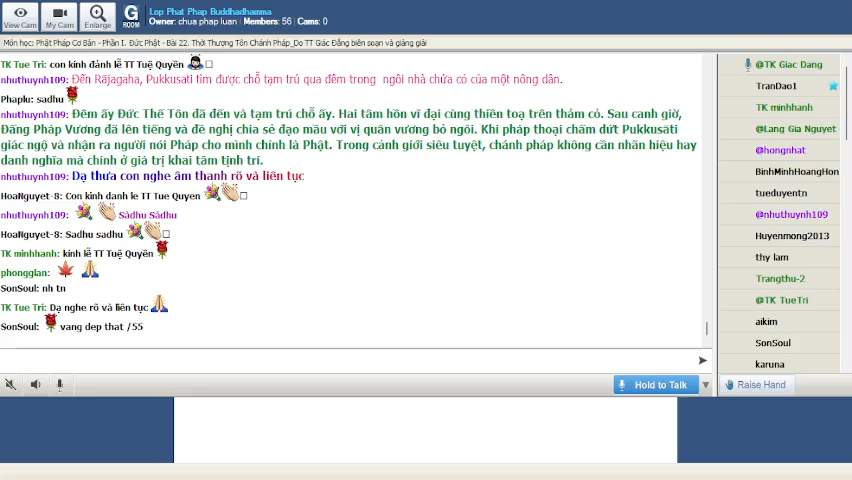 View Cam
My Cam
Enlarge
G
ROOM
Lop Phat Phap Buddhadhamma
Owner: chua phap luan | Members: 56 | Cams: 0
Môn học: Phật Pháp Cơ Bản - Phần I. Đức Phật - Bài 22. Thời Thượng Tôn Chánh Pháp_Do TT Giác Đẳng biên soạn và giảng giải
TK Tue Tri: con kính đảnh lễ TT Tuệ Quyền
nhuthuynh109: Đến Rājagaha, Pukkusati tìm được chỗ tạm trú qua đêm trong ngôi nhà chứa cỏ của một nông dân.
Phaplu: sadhu
Đêm ấy Đức Thế Tôn đã đến và tạm trú chỗ ấy. Hai tâm hồn vĩ đại cùng thiền toạ trên thảm cỏ. Sau canh giờ,
Đấng Pháp Vương đã lên tiếng và đề nghị chia sẻ đạo mầu với vị quân vương bỏ ngôi. Khi pháp thoại chấm dứt Pukkusāti
giác ngộ và nhận ra người nói Pháp cho mình chính là Phật. Trong cảnh giới siêu tuyệt, chánh pháp không cần nhãn hiệu hay
danh nghĩa mà chính ở giá trị khai tâm tịnh trí.
nhuthuynh109: Dạ thưa con nghe âm thanh rõ và liên tục
HoaNguyet-8: Con kinh danh le TT Tue Quyen
nhuthuynh109: Sādhu Sādhu
HoaNguyet-8: Sadhu sadhu
TK minhhanh: kính lễ TT Tuệ Quyền
phongglan:
SonSoul: nh tn
TK Tue Tri: Dạ nghe rõ và liên tục
SonSoul: vang dep that /55
Hold to Talk
@TK Giac Dang
TranDao1
TK minhhanh
@Lang Gia Nguyet
@hongnhat
BinhMinhHoangHon
tueduyentn
@nhuthuynh109
Huyenmong2013
thy lam
Trangthu-2
@TK TueTri
aikim
SonSoul
karuna
Raise Hand